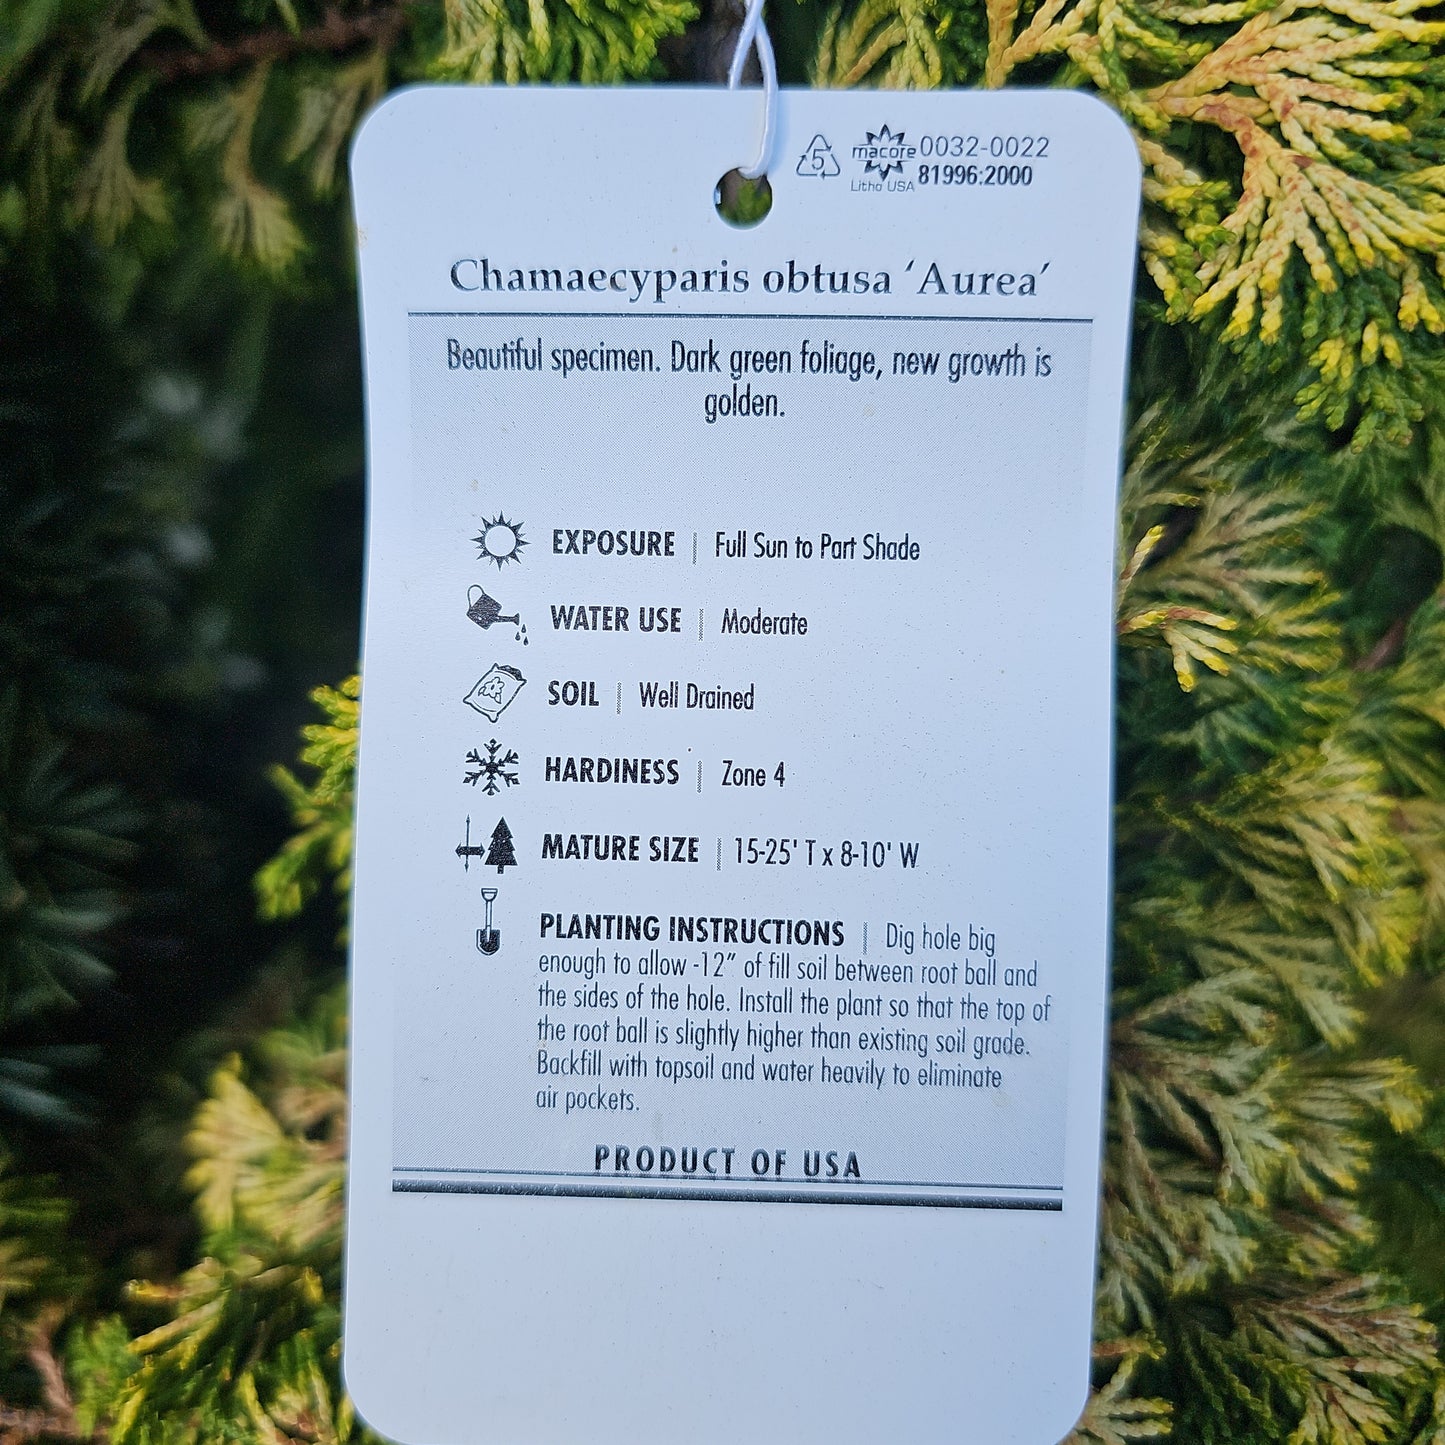 5 macore 0032-0022
Litho USA 81996:2000
Chamaecyparis obtusa ‘Aurea’
Beautiful specimen. Dark green foliage, new growth is
golden.
EXPOSURE | Full Sun to Part Shade
WATER USE | Moderate
SOIL | Well Drained
HARDINESS | Zone 4
MATURE SIZE | 15-25' T x 8-10' W
PLANTING INSTRUCTIONS | Dig hole big
enough to allow -12” of fill soil between root ball and
the sides of the hole. Install the plant so that the top of
the root ball is slightly higher than existing soil grade.
Backfill with topsoil and water heavily to eliminate
air pockets.
PRODUCT OF USA